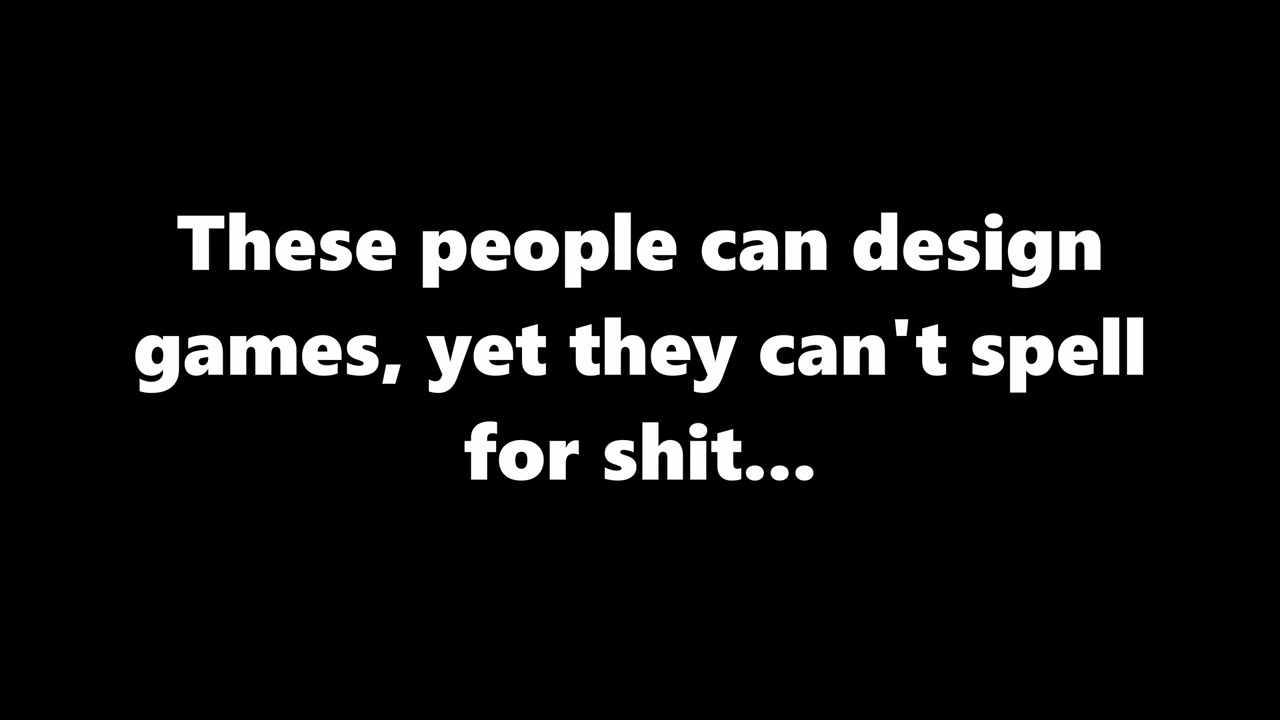 These people can design
games, yet they can't spell
for shit...